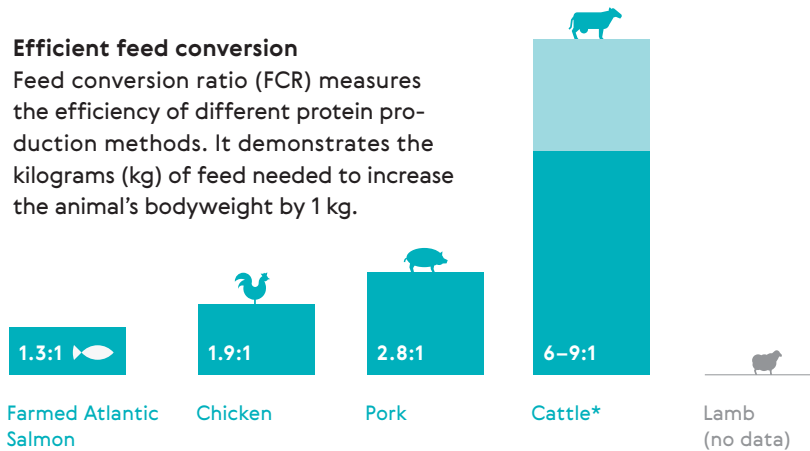 Efficient feed conversion
Feed conversion ratio (FCR) measures
the efficiency of different protein pro-
duction methods. It demonstrates the
kilograms (kg) of feed needed to increase
the animal’s bodyweight by 1 kg.
1.3:1
1.9:1
2.8:1
6–9:1
Farmed Atlantic
Salmon
Chicken
Pork
Cattle*
Lamb
(no data)